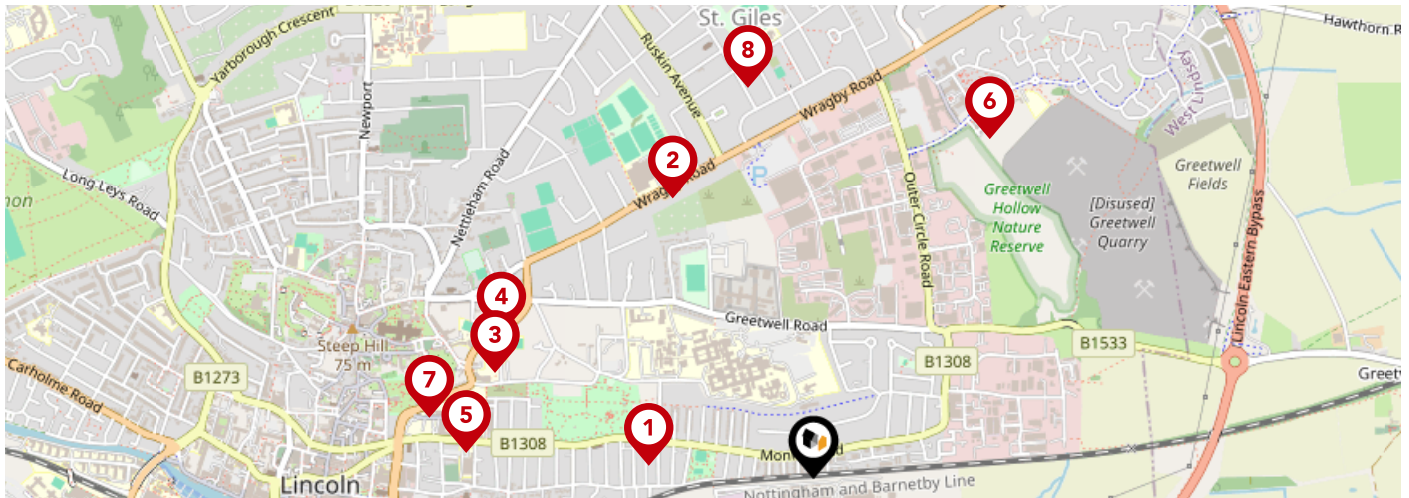 St. Giles
Hawthorn R
Yarborough Crescent
Ruskin Avenue
8
Wragby Road
West Lindsey
6
Newport
Nettleham Road
2
Wragby Road
P
Long Leys Road
non
Outer Circle Road
Greetwell
Hollow
Nature
Reserve
[Disused]
Greetwell
Quarry
Greetwell
Fields
Lincoln Eastern Bypass
4
3
Greetwell Road
Steep Hill
75 m
B1533
B1308
B1273
7
Greetw
Carholme Road
5
B1308
1
Mon
d
Lincoln
Nottingham and Barnetby Line